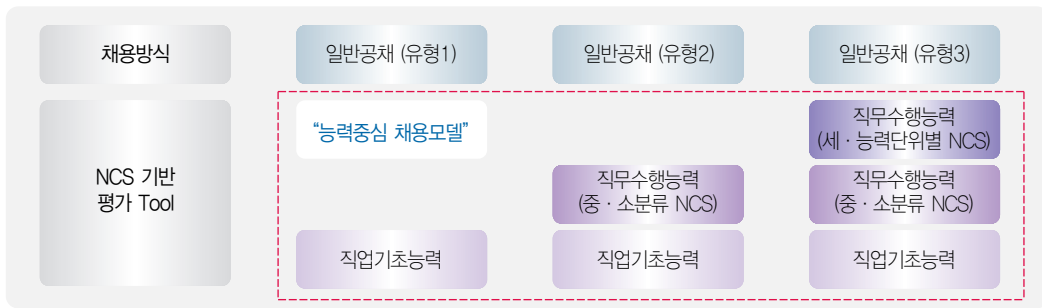 채용방식
일반공채 (유형1)
일반공채 (유형2)
일반공채 (유형3)
NCS 기반
평가 Tool
“능력중심 채용모델”
직무수행능력
(세 · 능력단위별 NCS)
직무수행능력
(중 · 소분류 NCS)
직무수행능력
(중 · 소분류 NCS)
직업기초능력
직업기초능력
직업기초능력